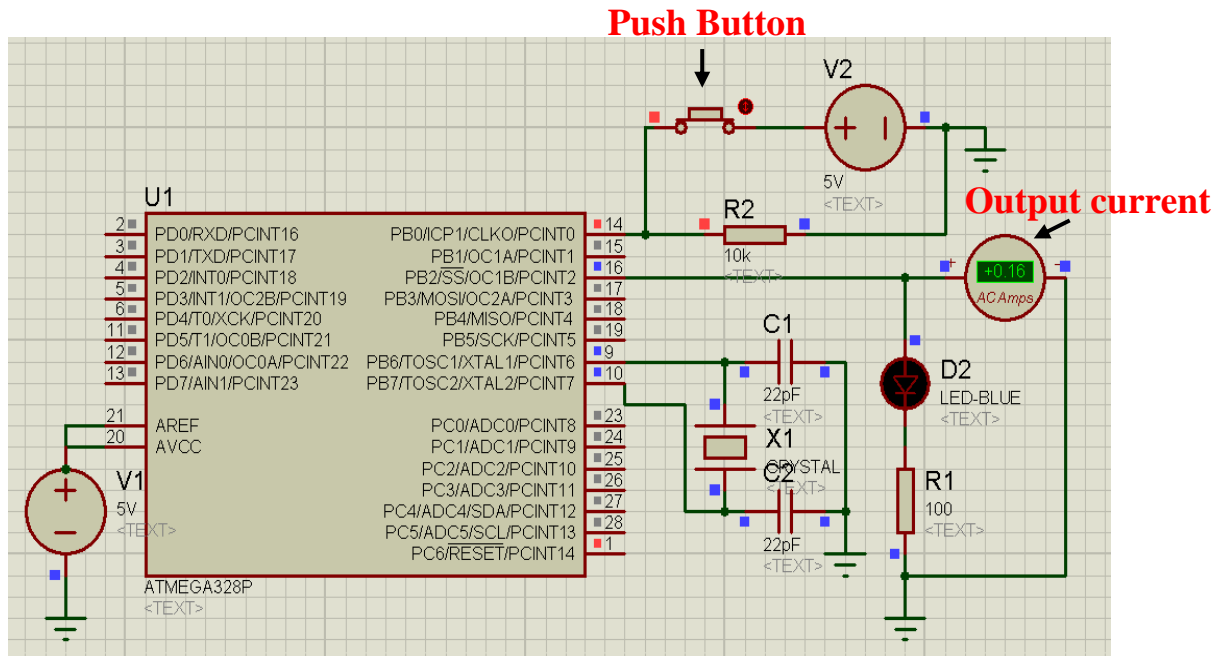 Push Button
V2
5V
<TEXT>
Output current
+ -
+0.16
AC Amps
U1
2 PD0/RXD/PCINT16
3 PD1/TXD/PCINT17
4 PD2/INT0/PCINT18
5 PD3/INT1/OC2B/PCINT19
6 PD4/T0/XCK/PCINT20
11 PD5/T1/OC0B/PCINT21
12 PD6/AIN0/OC0A/PCINT22
13 PD7/AIN1/PCINT23
21 AREF
20 AVCC
PB0/ICP1/CLKO/PCINT0 14
PB1/OC1A/PCINT1 15
PB2/SS/OC1B/PCINT2 16
PB3/MOSI/OC2A/PCINT3 17
PB4/MISO/PCINT4 18
PB5/SCK/PCINT5 19
PB6/TOSC1/XTAL1/PCINT6 9
PB7/TOSC2/XTAL2/PCINT7 10
PC0/ADC0/PCINT8 23
PC1/ADC1/PCINT9 24
PC2/ADC2/PCINT10 25
PC3/ADC3/PCINT11 26
PC4/ADC4/SDA/PCINT12 27
PC5/ADC5/SCL/PCINT13 28
PC6/RESET/PCINT14 1
ATMEGA328P
<TEXT>
R2
10k
<TEXT>
C1
22pF
<TEXT>
X1
CRYSTAL
<TEXT>
C2
22pF
<TEXT>
D2
LED-BLUE
<TEXT>
R1
100
<TEXT>
V1
5V
<TEXT>